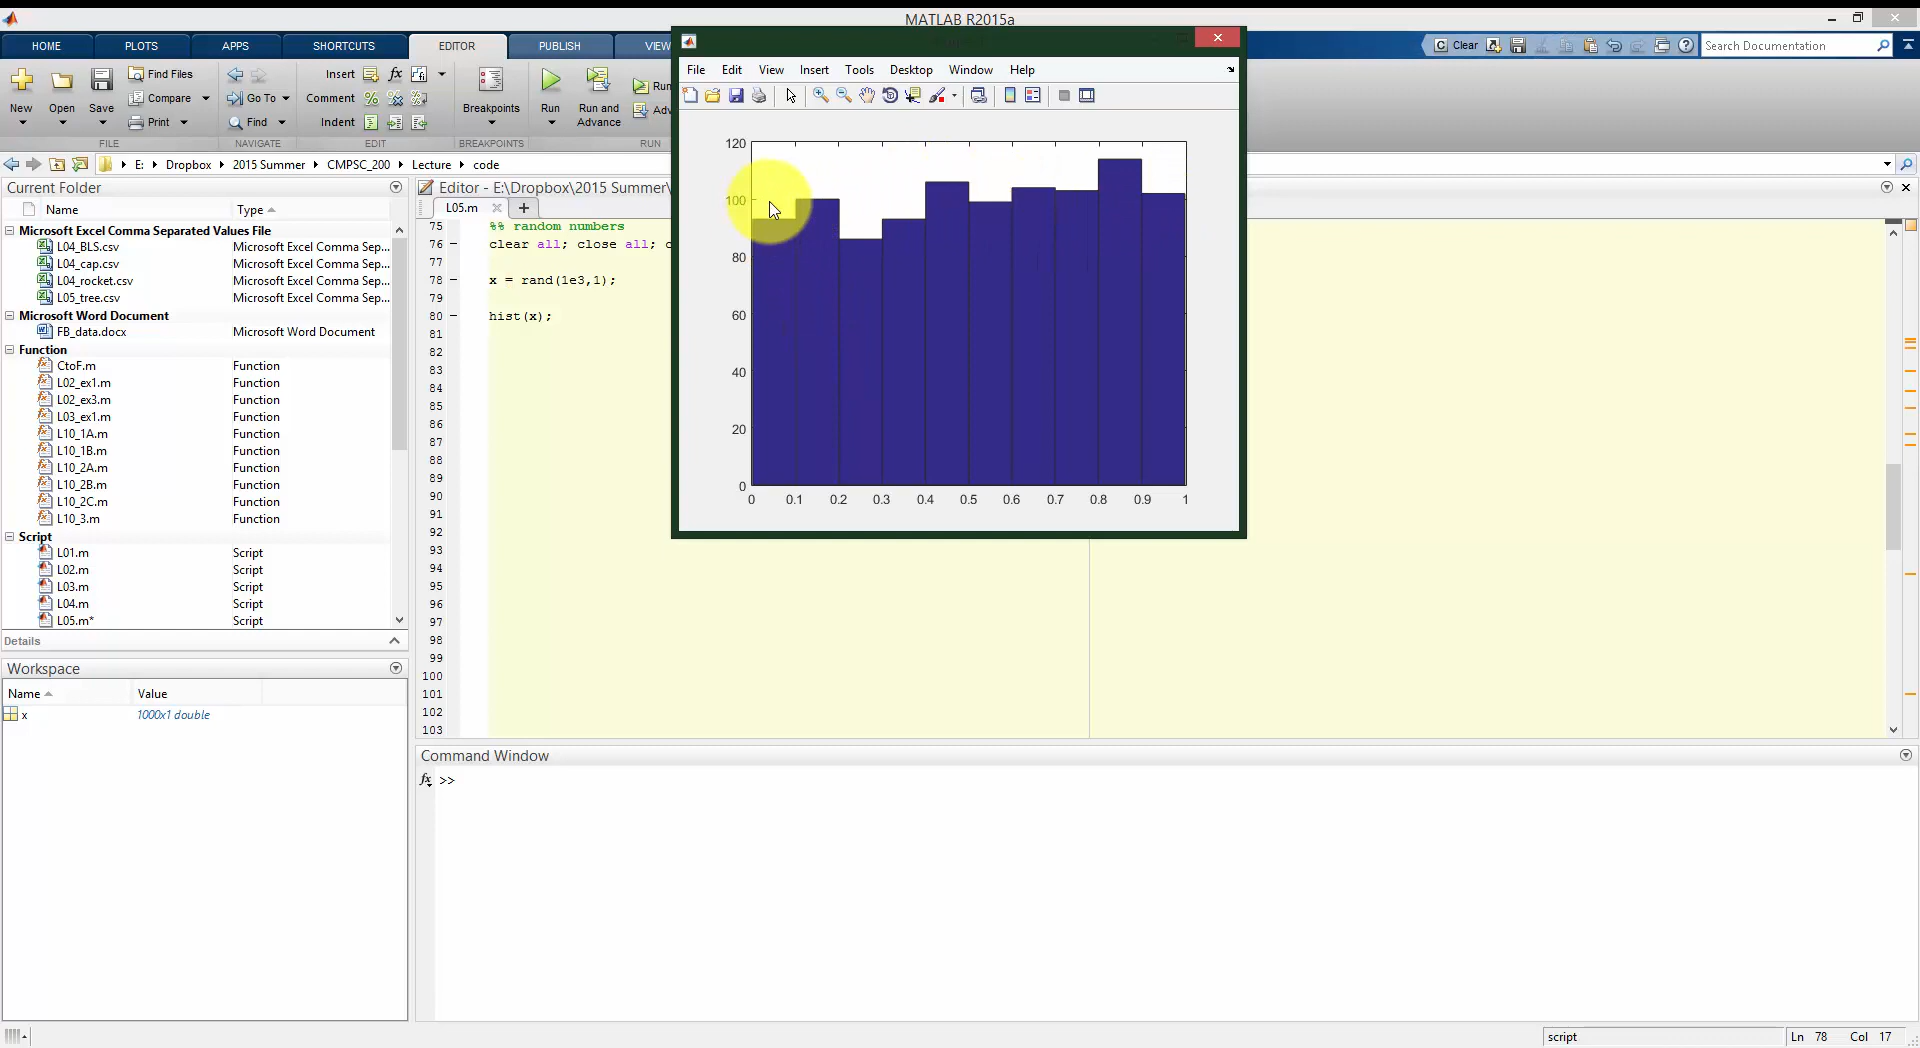 MATLAB R2015a
HOME PLOTS APPS SHORTCUTS EDITOR PUBLISH VIEW
Clear Search Documentation
New Open Save
Find Files
Compare
Print
FILE
Go To
Find
NAVIGATE
Insert
Comment
Indent
EDIT
Breakpoints
BREAKPOINTS
Run
Run and
Advance
RUN
E: Dropbox 2015 Summer CMPSC_200 Lecture code
Current Folder
Name Type
Microsoft Excel Comma Separated Values File
L04_BLS.csv Microsoft Excel Comma Sep...
L04_cap.csv Microsoft Excel Comma Sep...
L04_rocket.csv Microsoft Excel Comma Sep...
L05_tree.csv Microsoft Excel Comma Sep...
Microsoft Word Document
FB_data.docx Microsoft Word Document
Function
CtoF.m Function
L02_ex1.m Function
L02_ex3.m Function
L03_ex1.m Function
L10_1A.m Function
L10_1B.m Function
L10_2A.m Function
L10_2B.m Function
L10_2C.m Function
L10_3.m Function
Script
L01.m Script
L02.m Script
L03.m Script
L04.m Script
L05.m* Script
Details
Workspace
Name Value
x 1000x1 double
Editor - E:\Dropbox\2015 Summer\
L05.m
75 %% random numbers
76 clear all; close all; c
77
78 x = rand(1e3,1);
79
80 hist(x);
81
82
83
84
85
86
87
88
89
90
91
92
93
94
95
96
97
98
99
100
101
102
103
File Edit View Insert Tools Desktop Window Help
120
100
80
60
40
20
0
0 0.1 0.2 0.3 0.4 0.5 0.6 0.7 0.8 0.9 1
Command Window
fx >>
script Ln 78 Col 17